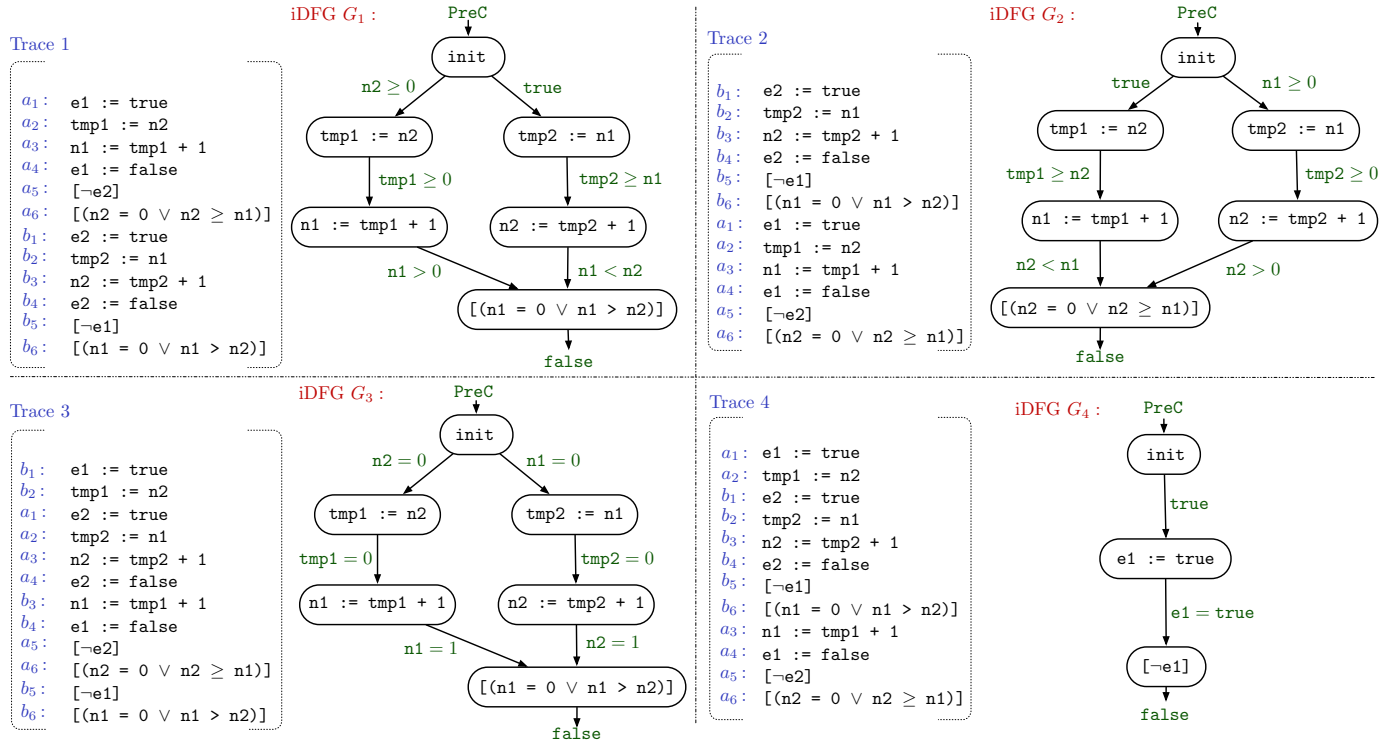 iDFG G₁ :
PreC
Trace 1
init
n2 ≥ 0
true
a₁: e1 := true
a₂: tmp1 := n2
a₃: n1 := tmp1 + 1
a₄: e1 := false
a₅: [¬e2]
a₆: [(n2 = 0 ∨ n2 ≥ n1)]
b₁: e2 := true
b₂: tmp2 := n1
b₃: n2 := tmp2 + 1
b₄: e2 := false
b₅: [¬e1]
b₆: [(n1 = 0 ∨ n1 > n2)]
tmp1 := n2
tmp2 := n1
tmp1 ≥ 0
tmp2 ≥ n1
n1 := tmp1 + 1
n2 := tmp2 + 1
n1 > 0
n1 < n2
[(n1 = 0 ∨ n1 > n2)]
false
iDFG G₂ :
PreC
Trace 2
init
true
n1 ≥ 0
b₁: e2 := true
b₂: tmp2 := n1
b₃: n2 := tmp2 + 1
b₄: e2 := false
b₅: [¬e1]
b₆: [(n1 = 0 ∨ n1 > n2)]
a₁: e1 := true
a₂: tmp1 := n2
a₃: n1 := tmp1 + 1
a₄: e1 := false
a₅: [¬e2]
a₆: [(n2 = 0 ∨ n2 ≥ n1)]
tmp1 := n2
tmp2 := n1
tmp1 ≥ n2
tmp2 ≥ 0
n1 := tmp1 + 1
n2 := tmp2 + 1
n2 < n1
n2 > 0
[(n2 = 0 ∨ n2 ≥ n1)]
false
iDFG G₃ :
PreC
Trace 3
init
n2 = 0
n1 = 0
b₁: e1 := true
b₂: tmp1 := n2
a₁: e2 := true
a₂: tmp2 := n1
a₃: n2 := tmp2 + 1
a₄: e2 := false
b₃: n1 := tmp1 + 1
b₄: e1 := false
a₅: [¬e2]
a₆: [(n2 = 0 ∨ n2 ≥ n1)]
b₅: [¬e1]
b₆: [(n1 = 0 ∨ n1 > n2)]
tmp1 := n2
tmp2 := n1
tmp1 = 0
tmp2 = 0
n1 := tmp1 + 1
n2 := tmp2 + 1
n1 = 1
n2 = 1
[(n1 = 0 ∨ n1 > n2)]
false
iDFG G₄ :
PreC
Trace 4
init
a₁: e1 := true
a₂: tmp1 := n2
b₁: e2 := true
b₂: tmp2 := n1
b₃: n2 := tmp2 + 1
b₄: e2 := false
b₅: [¬e1]
b₆: [(n1 = 0 ∨ n1 > n2)]
a₃: n1 := tmp1 + 1
a₄: e1 := false
a₅: [¬e2]
a₆: [(n2 = 0 ∨ n2 ≥ n1)]
true
e1 := true
e1 = true
[¬e1]
false